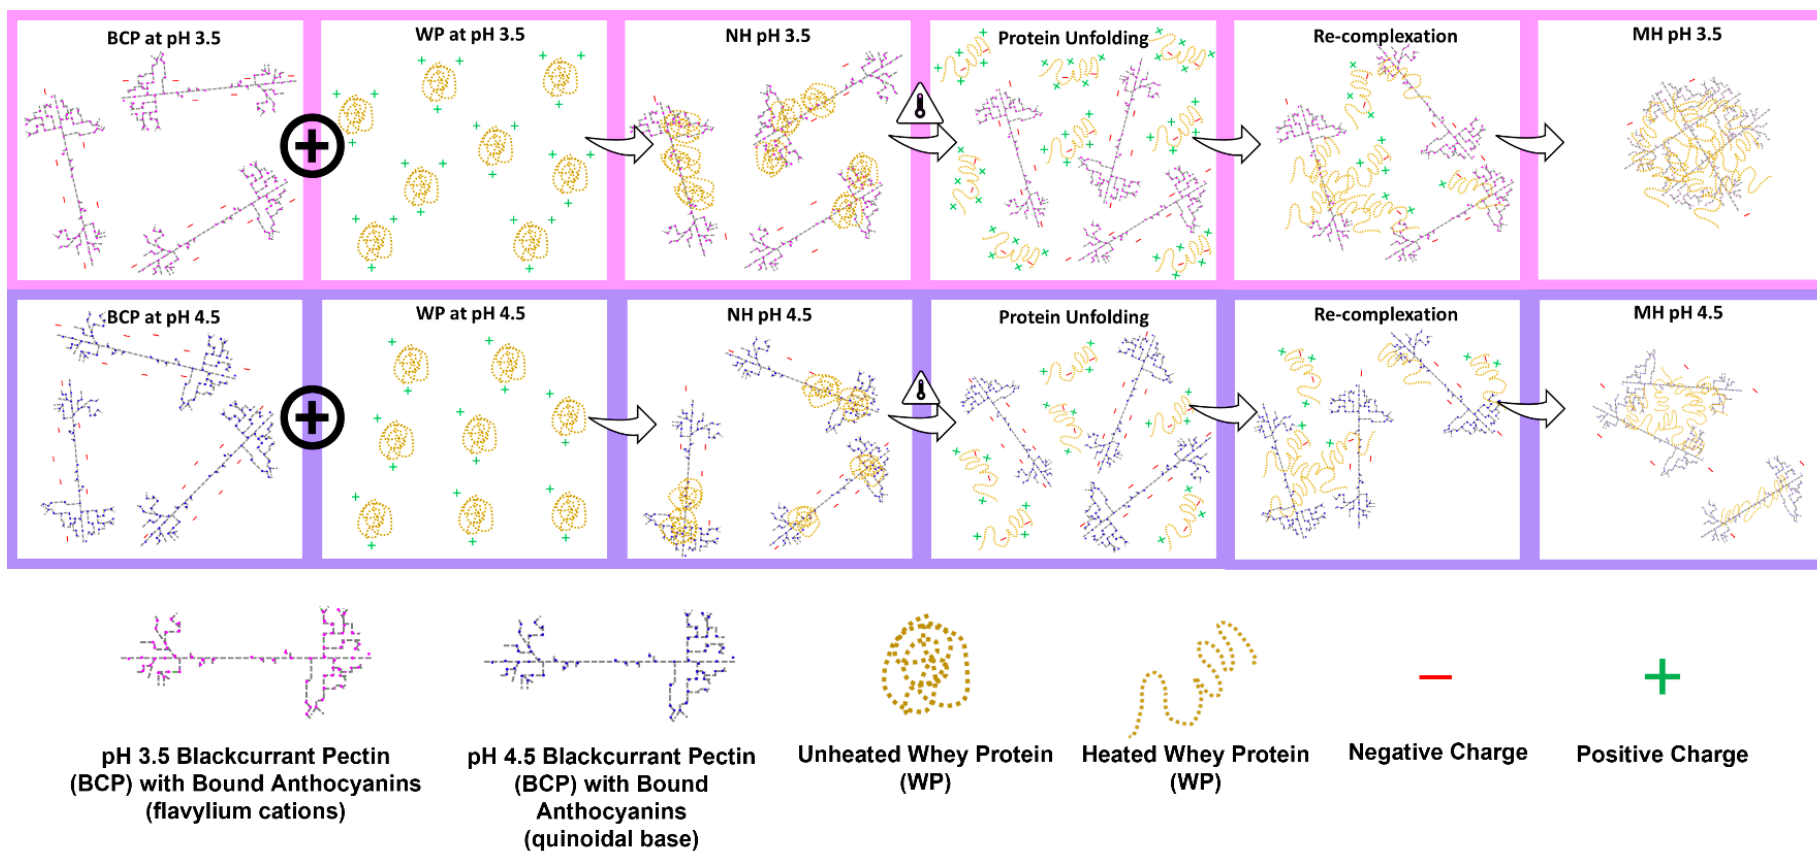 BCP at pH 3.5
WP at pH 3.5
NH pH 3.5
Protein Unfolding
Re-complexation
MH pH 3.5
BCP at pH 4.5
WP at pH 4.5
NH pH 4.5
Protein Unfolding
Re-complexation
MH pH 4.5
pH 3.5 Blackcurrant Pectin
(BCP) with Bound Anthocyanins
(flavylium cations)
pH 4.5 Blackcurrant Pectin
(BCP) with Bound
Anthocyanins
(quinoidal base)
Unheated Whey Protein
(WP)
Heated Whey Protein
(WP)
Negative Charge
Positive Charge